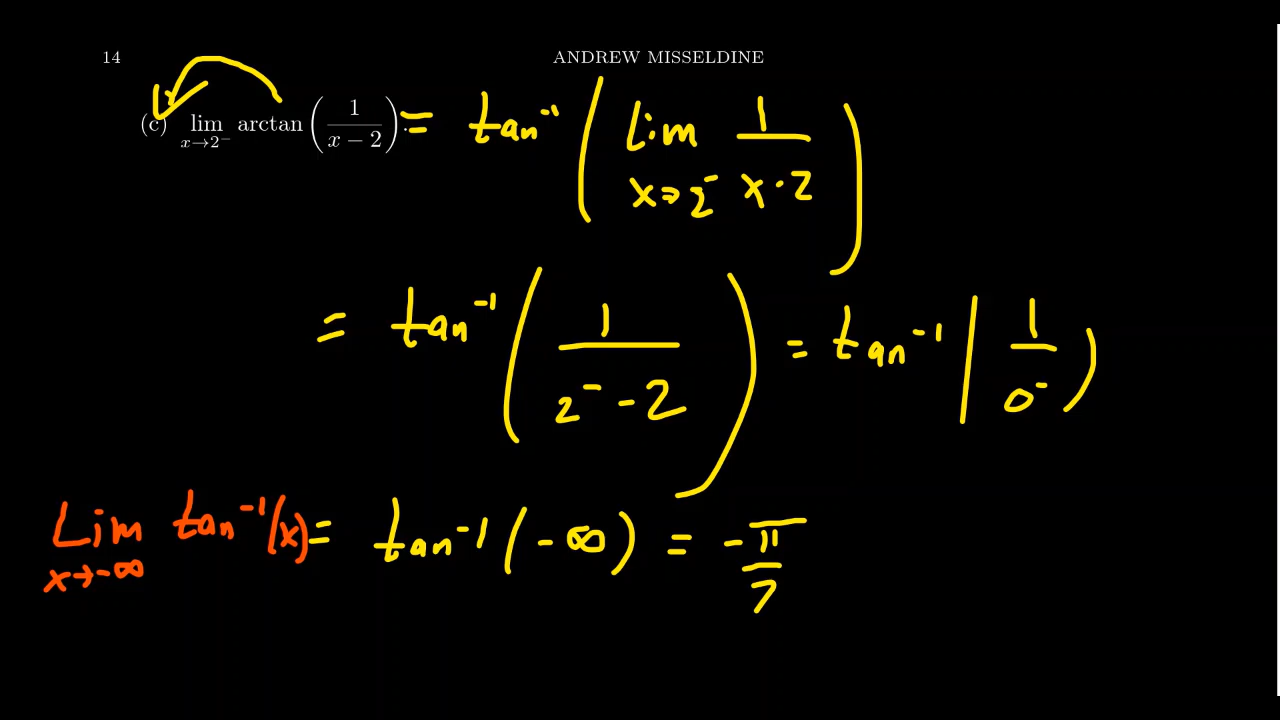 14 ANDREW MISSELDINE
(c) lim x→2⁻ arctan(1/(x − 2)). = tan⁻¹(lim x→2⁻ 1/(x - 2))
= tan⁻¹(1/(2⁻ - 2)) = tan⁻¹(1/0⁻)
Lim x→-∞ tan⁻¹(x) = tan⁻¹(-∞) = -π/